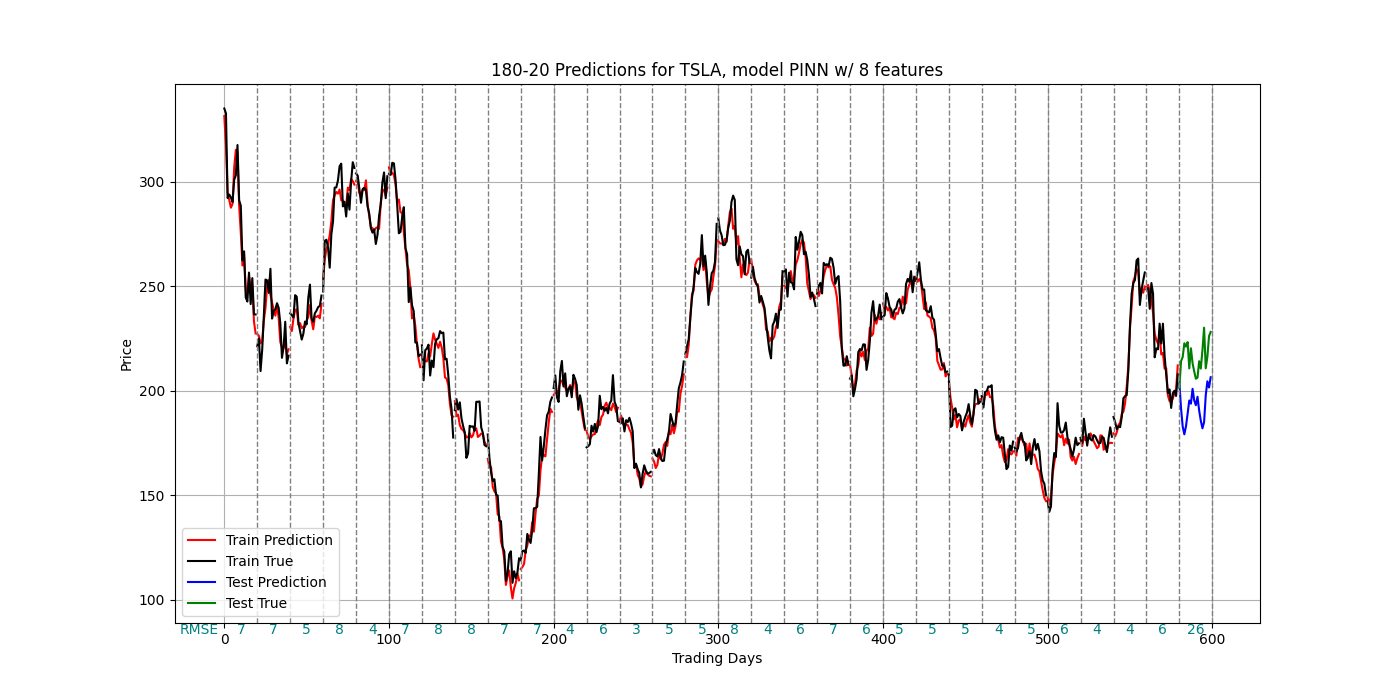 180-20 Predictions for TSLA, model PINN w/ 8 features
Price
300
250
200
150
100
Train Prediction
Train True
Test Prediction
Test True
RMSE 7 7 5 8 4 7 8 8 7 7 4 6 3 5 5 8 4 6 7 6 5 5 5 4 5 6 4 4 6 26
0 100 200 300 400 500 600
Trading Days